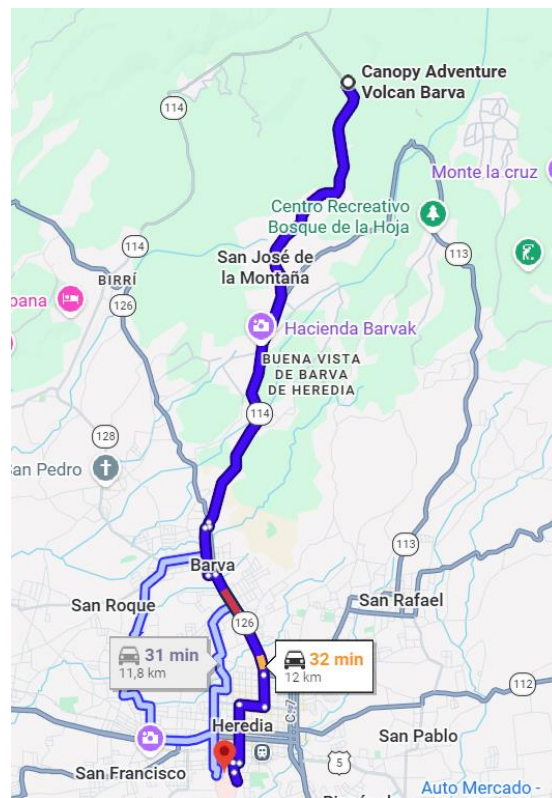 Canopy Adventure
Volcan Barva
114
Monte la cruz
Centro Recreativo
Bosque de la Hoja
114
San José de
la Montaña
113
BIRRÍ
126
pana
Hacienda Barvak
BUENA VISTA
DE BARVA
DE HEREDIA
114
128
San Pedro
113
Barva
San Roque
126
San Rafael
31 min
11,8 km
32 min
12 km
112
Heredia
San Pablo
San Francisco
5
Auto Mercado -